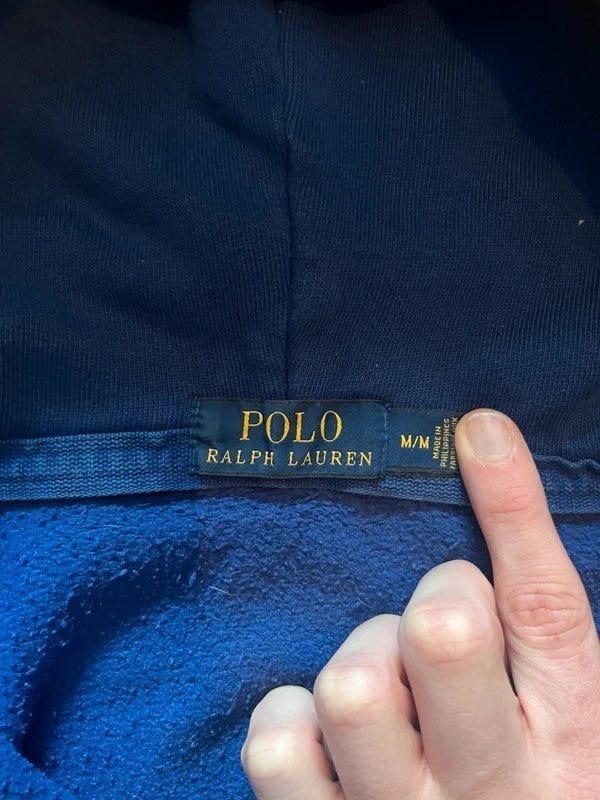 POLO
RALPH LAUREN
M/M
MADE IN
PHILIPPINES